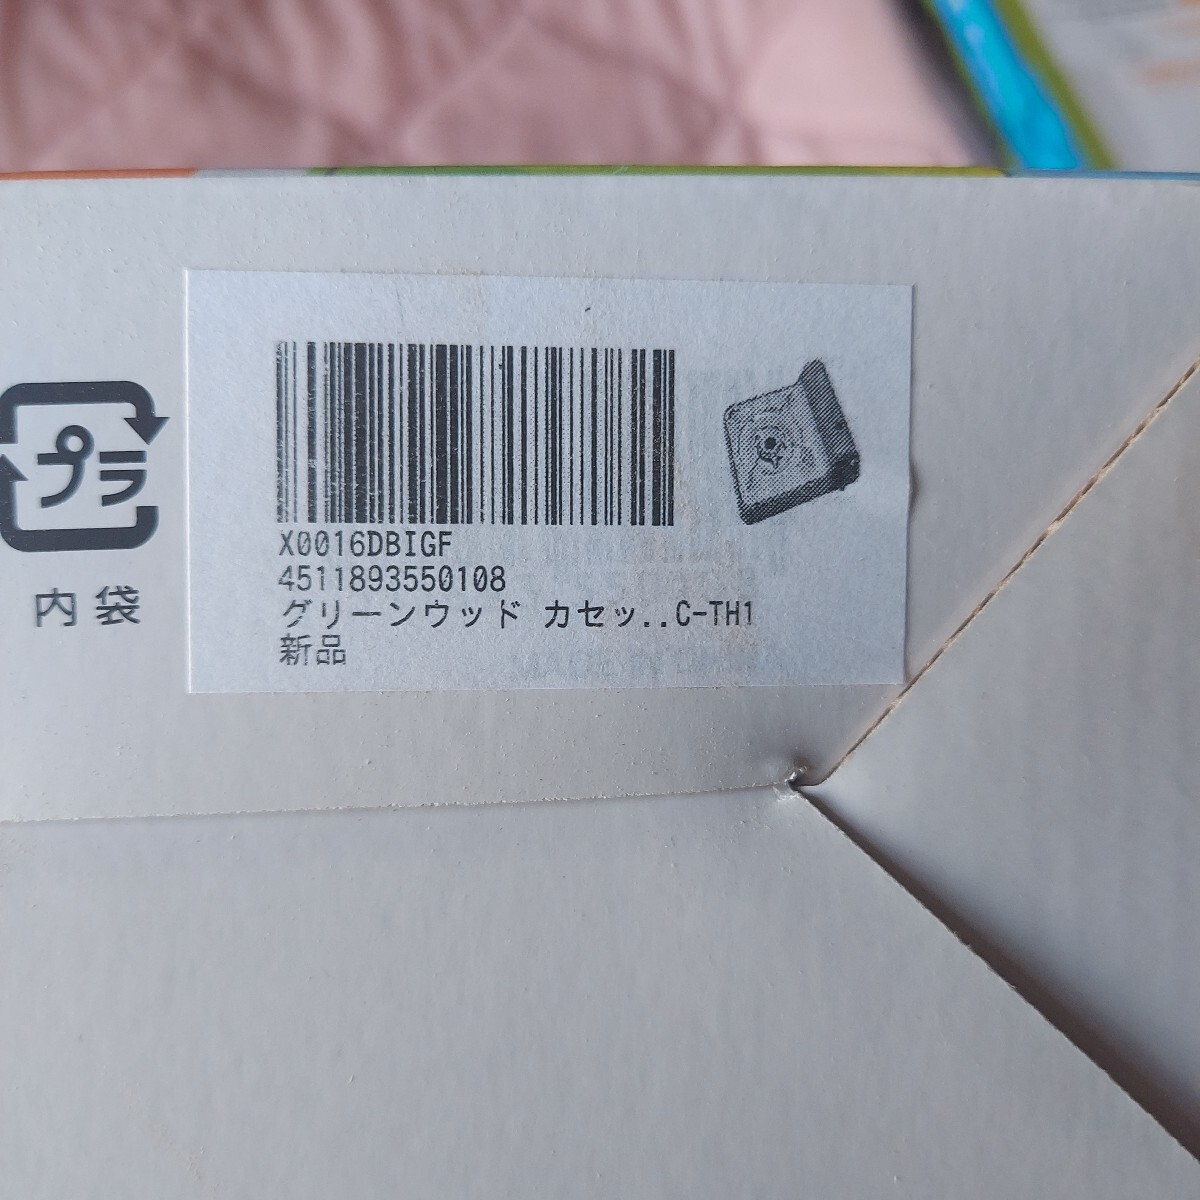 X0016DBIGF
4511893550108
グリーンウッド カセッ..C-TH1
新品
プラ
内袋